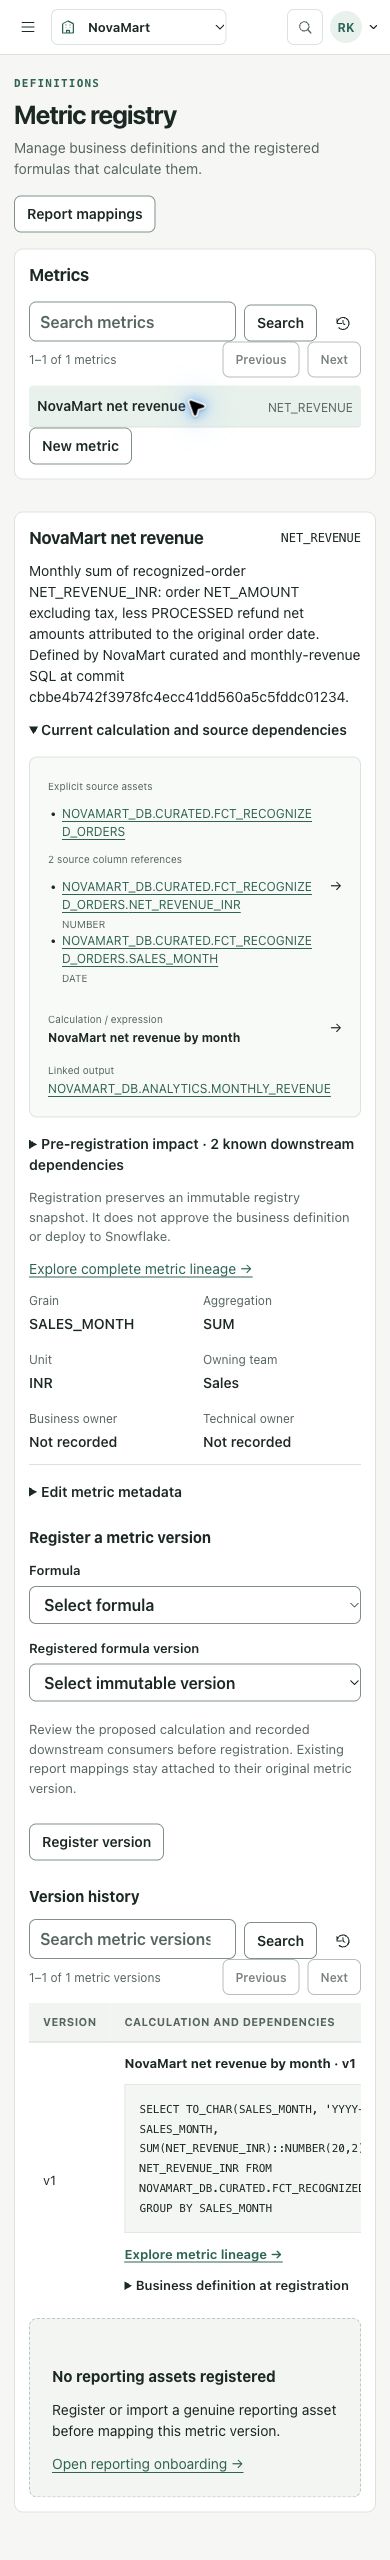 NovaMart
RK
DEFINITIONS
Metric registry
Manage business definitions and the registered
formulas that calculate them.
Report mappings
Metrics
Search metrics
Search
1–1 of 1 metrics
Previous
Next
NovaMart net revenue
NET_REVENUE
New metric
NovaMart net revenue
NET_REVENUE
Monthly sum of recognized-order
NET_REVENUE_INR: order NET_AMOUNT
excluding tax, less PROCESSED refund net
amounts attributed to the original order date.
Defined by NovaMart curated and monthly-revenue
SQL at commit
cbbe4b742f3978fc4ecc41dd560a5c5fddc01234.
▼ Current calculation and source dependencies
Explicit source assets
• NOVAMART_DB.CURATED.FCT_RECOGNIZE
D_ORDERS
2 source column references
• NOVAMART_DB.CURATED.FCT_RECOGNIZE →
D_ORDERS.NET_REVENUE_INR
NUMBER
• NOVAMART_DB.CURATED.FCT_RECOGNIZE
D_ORDERS.SALES_MONTH
DATE
Calculation / expression
NovaMart net revenue by month →
Linked output
NOVAMART_DB.ANALYTICS.MONTHLY_REVENUE
▶ Pre-registration impact · 2 known downstream
dependencies
Registration preserves an immutable registry
snapshot. It does not approve the business definition
or deploy to Snowflake.
Explore complete metric lineage →
Grain
Aggregation
SALES_MONTH
SUM
Unit
Owning team
INR
Sales
Business owner
Technical owner
Not recorded
Not recorded
▶ Edit metric metadata
Register a metric version
Formula
Select formula
Registered formula version
Select immutable version
Review the proposed calculation and recorded
downstream consumers before registration. Existing
report mappings stay attached to their original metric
version.
Register version
Version history
Search metric versions
Search
1–1 of 1 metric versions
Previous
Next
VERSION
CALCULATION AND DEPENDENCIES
NovaMart net revenue by month · v1
v1
SELECT TO_CHAR(SALES_MONTH, 'YYYY-
SALES_MONTH,
SUM(NET_REVENUE_INR)::NUMBER(20,2)
NET_REVENUE_INR FROM
NOVAMART_DB.CURATED.FCT_RECOGNIZED
GROUP BY SALES_MONTH
Explore metric lineage →
▶ Business definition at registration
No reporting assets registered
Register or import a genuine reporting asset
before mapping this metric version.
Open reporting onboarding →